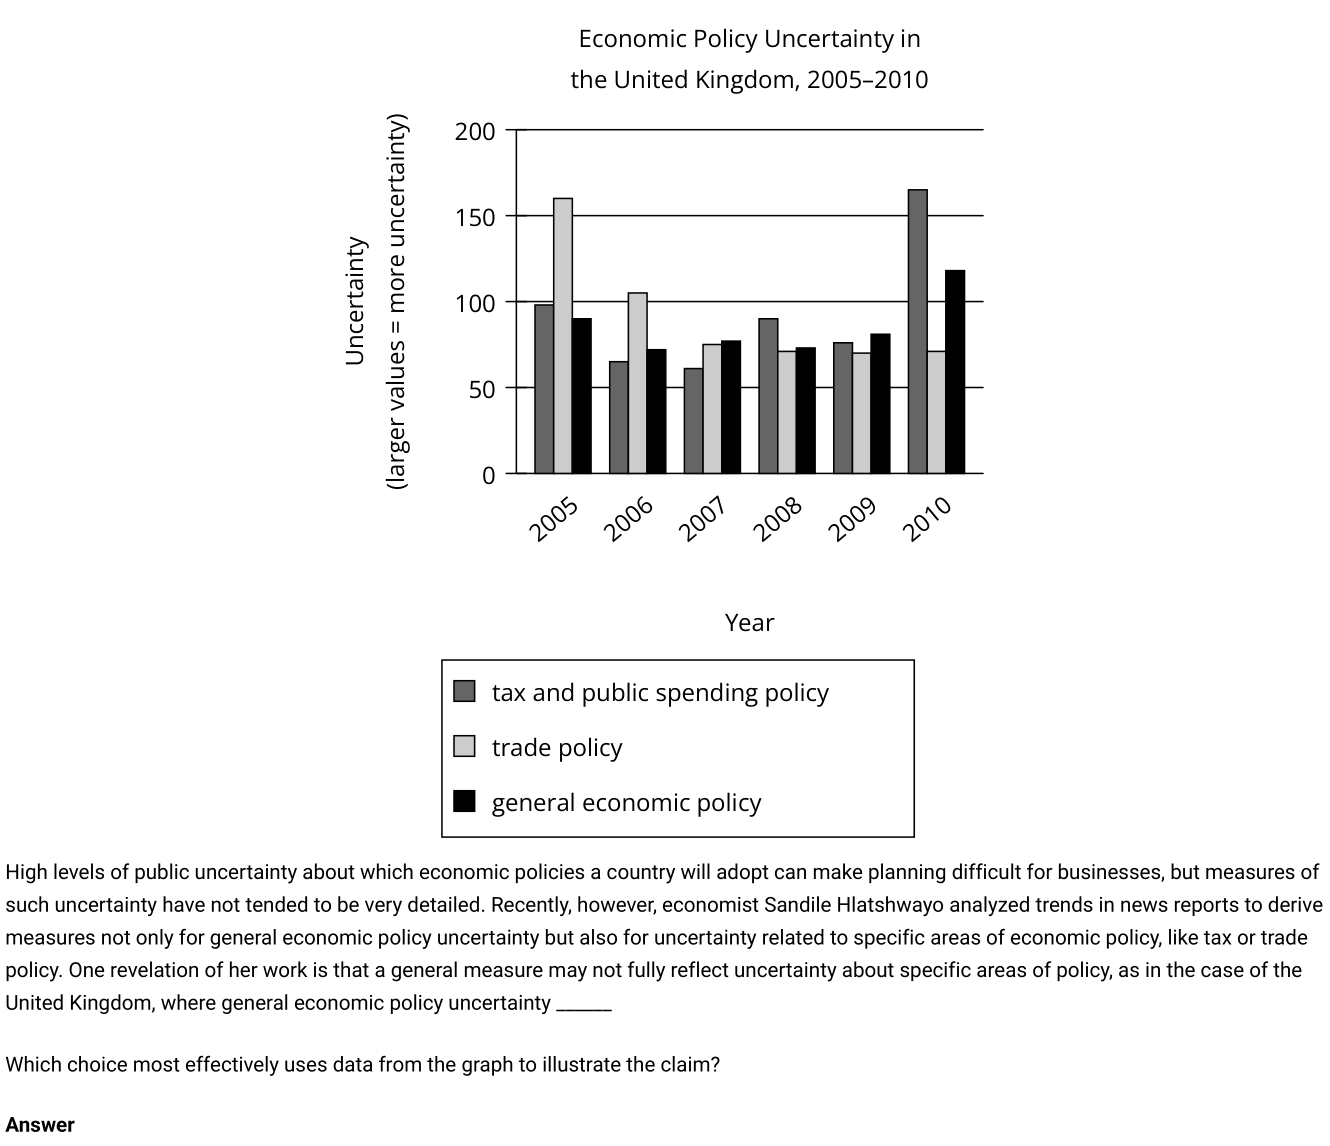 Economic Policy Uncertainty in
the United Kingdom, 2005–2010
Uncertainty
(larger values = more uncertainty)
200
150
100
50
0
2005
2006
2007
2008
2009
2010
Year
tax and public spending policy
trade policy
general economic policy
High levels of public uncertainty about which economic policies a country will adopt can make planning difficult for businesses, but measures of
such uncertainty have not tended to be very detailed. Recently, however, economist Sandile Hlatshwayo analyzed trends in news reports to derive
measures not only for general economic policy uncertainty but also for uncertainty related to specific areas of economic policy, like tax or trade
policy. One revelation of her work is that a general measure may not fully reflect uncertainty about specific areas of policy, as in the case of the
United Kingdom, where general economic policy uncertainty ______
Which choice most effectively uses data from the graph to illustrate the claim?
Answer